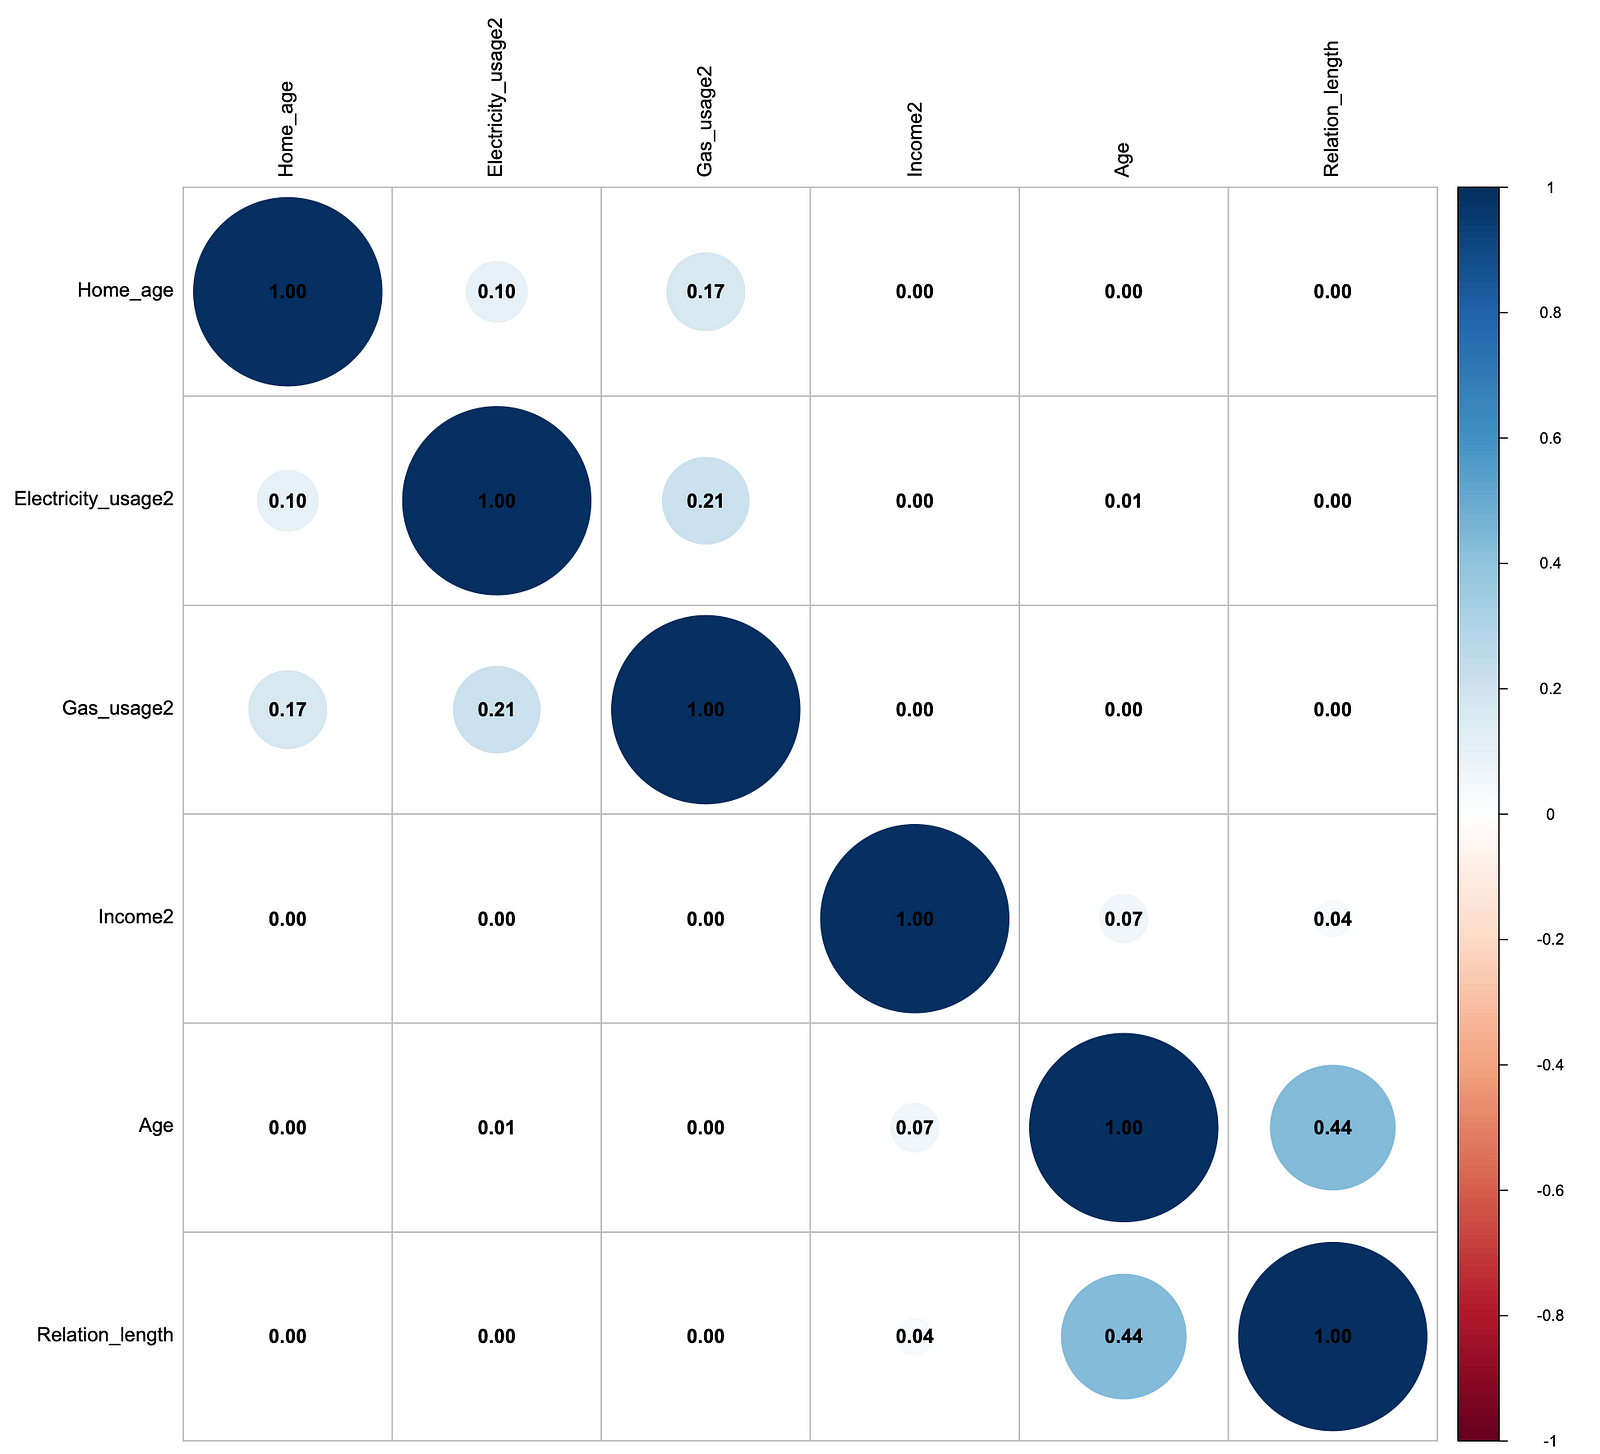 Home_age Electricity_usage2 Gas_usage2 Income2 Age Relation_length
Home_age 1.00 0.10 0.17 0.00 0.00 0.00
Electricity_usage2 0.10 1.00 0.21 0.00 0.01 0.00
Gas_usage2 0.17 0.21 1.00 0.00 0.00 0.00
Income2 0.00 0.00 0.00 1.00 0.07 0.04
Age 0.00 0.01 0.00 0.07 1.00 0.44
Relation_length 0.00 0.00 0.00 0.04 0.44 1.00
1
0.8
0.6
0.4
0.2
0
-0.2
-0.4
-0.6
-0.8
-1